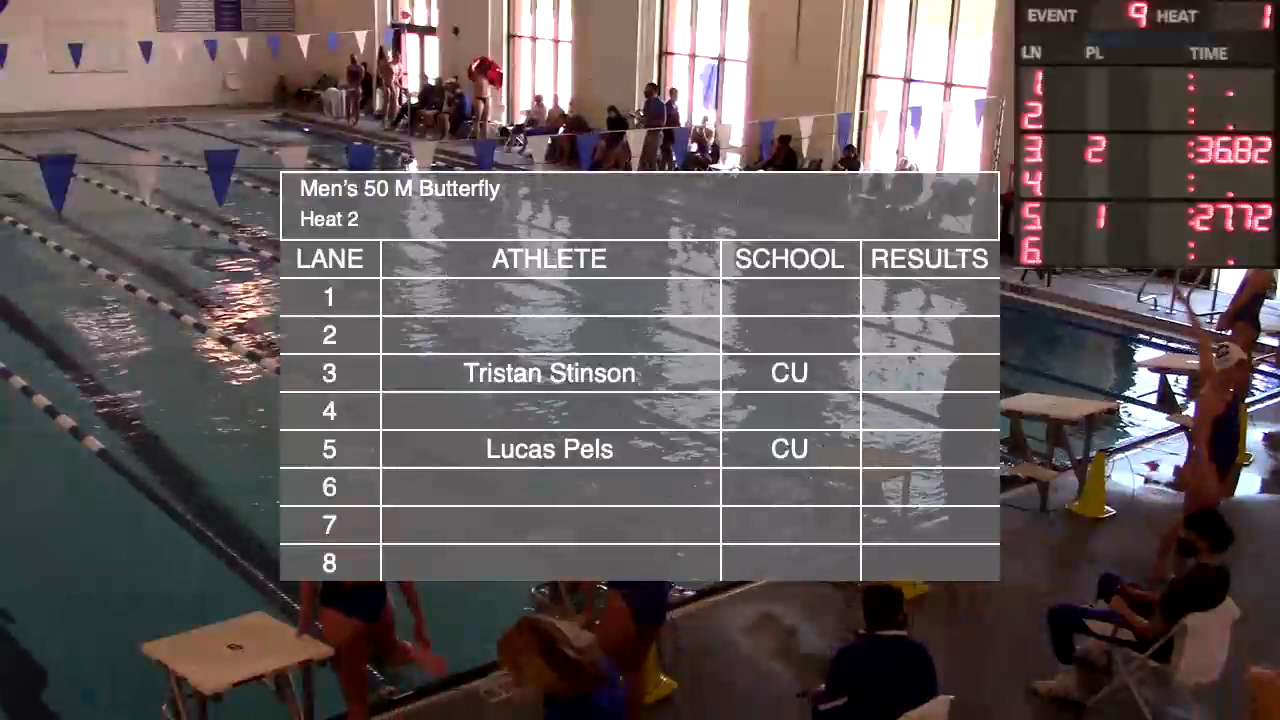 EVENT 9 HEAT 1
LN PL TIME
1 : .
2 : .
3 2 :36.82
4 : .
5 1 :27.72
6 : .
Men's 50 M Butterfly
Heat 2
LANE ATHLETE SCHOOL RESULTS
1
2
3 Tristan Stinson CU
4
5 Lucas Pels CU
6
7
8